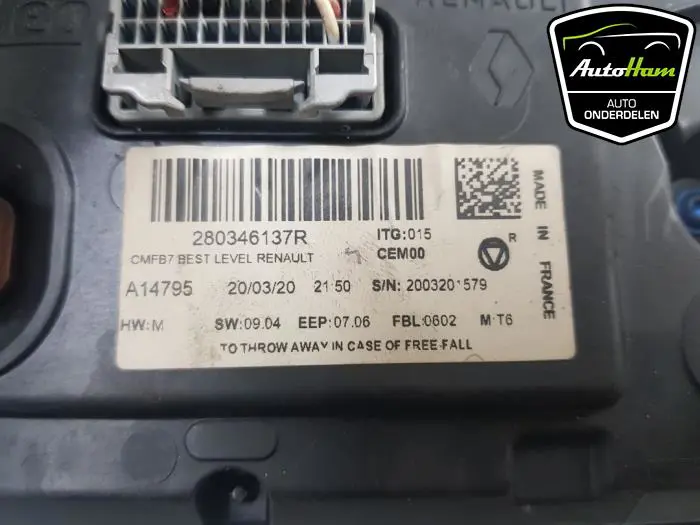 RENAULT
AutoHam
AUTO
ONDERDELEN
280346137R
ITG:015
CMFB7 BEST LEVEL RENAULT
CEM00
R
MADE IN FRANCE
A14795 20/03/20 21:50 S/N: 2003201579
HW:M SW:09.04 EEP:07.06 FBL:0602 M:T6
TO THROW AWAY IN CASE OF FREE-FALL